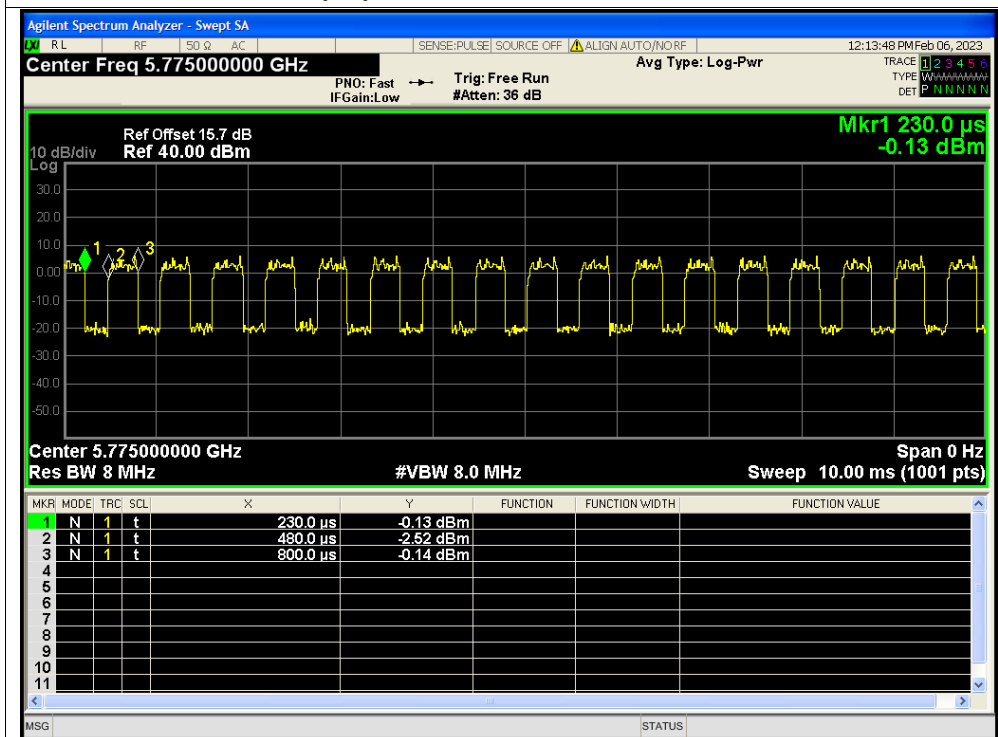 Agilent Spectrum Analyzer - Swept SA
LXI RL RF 50 Ω AC SENSE:PULSE SOURCE OFF ALIGN AUTO/NO RF 12:13:48 PM Feb 06, 2023
Center Freq 5.775000000 GHz Avg Type: Log-Pwr TRACE 1 2 3 4 5 6
PNO: Fast Trig: Free Run TYPE W
IFGain:Low #Atten: 36 dB DET P N N N N N
Mkr1 230.0 µs
Ref Offset 15.7 dB
10 dB/div Ref 40.00 dBm -0.13 dBm
Log
30.0
20.0
10.0
1 2 3
0.00
-10.0
-20.0
-30.0
-40.0
-50.0
Center 5.775000000 GHz Span 0 Hz
Res BW 8 MHz #VBW 8.0 MHz Sweep 10.00 ms (1001 pts)
MKR MODE TRC SCL X Y FUNCTION FUNCTION WIDTH FUNCTION VALUE
1 N 1 t 230.0 µs -0.13 dBm
2 N 1 t 480.0 µs -2.52 dBm
3 N 1 t 800.0 µs -0.14 dBm
4
5
6
7
8
9
10
11
MSG STATUS